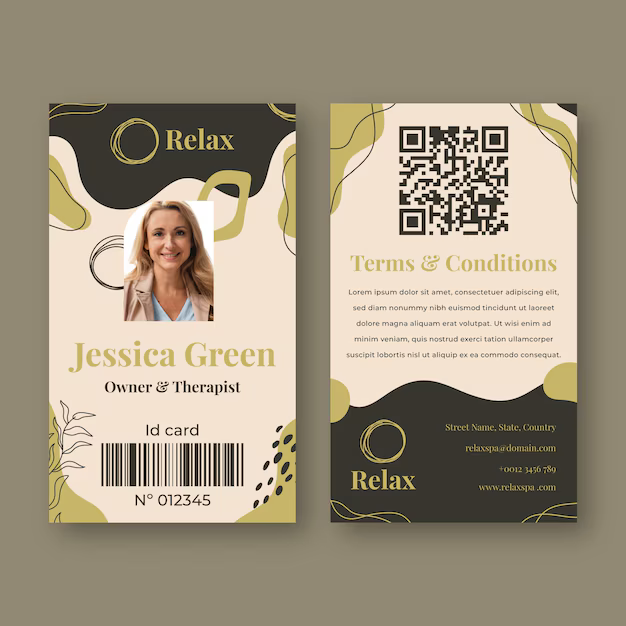 Relax
Jessica Green
Owner & Therapist
Id card
Nº 012345
Terms & Conditions
Lorem ipsum dolor sit amet, consectetuer adipiscing elit,
sed diam nonummy nibh euismod tincidunt ut laoreet
dolore magna aliquam erat volutpat. Ut wisi enim ad
minim veniam, quis nostrud exerci tation ullamcorper
suscipit lobortis nisl ut aliquip ex ea commodo consequat.
Relax
Street Name, State, Country
relaxspa@domain.com
+0012 3456 789
www.relaxspa .com